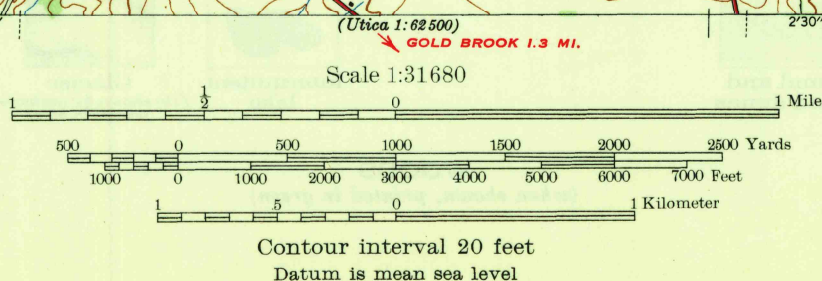 (Utica 1:62500)
2'30"
GOLD BROOK 1.3 MI.
Scale 1:31680
1 1/2 0 1 Mile
500 0 500 1000 1500 2000 2500 Yards
1000 0 1000 2000 3000 4000 5000 6000 7000 Feet
1 .5 0 1 Kilometer
Contour interval 20 feet
Datum is mean sea level